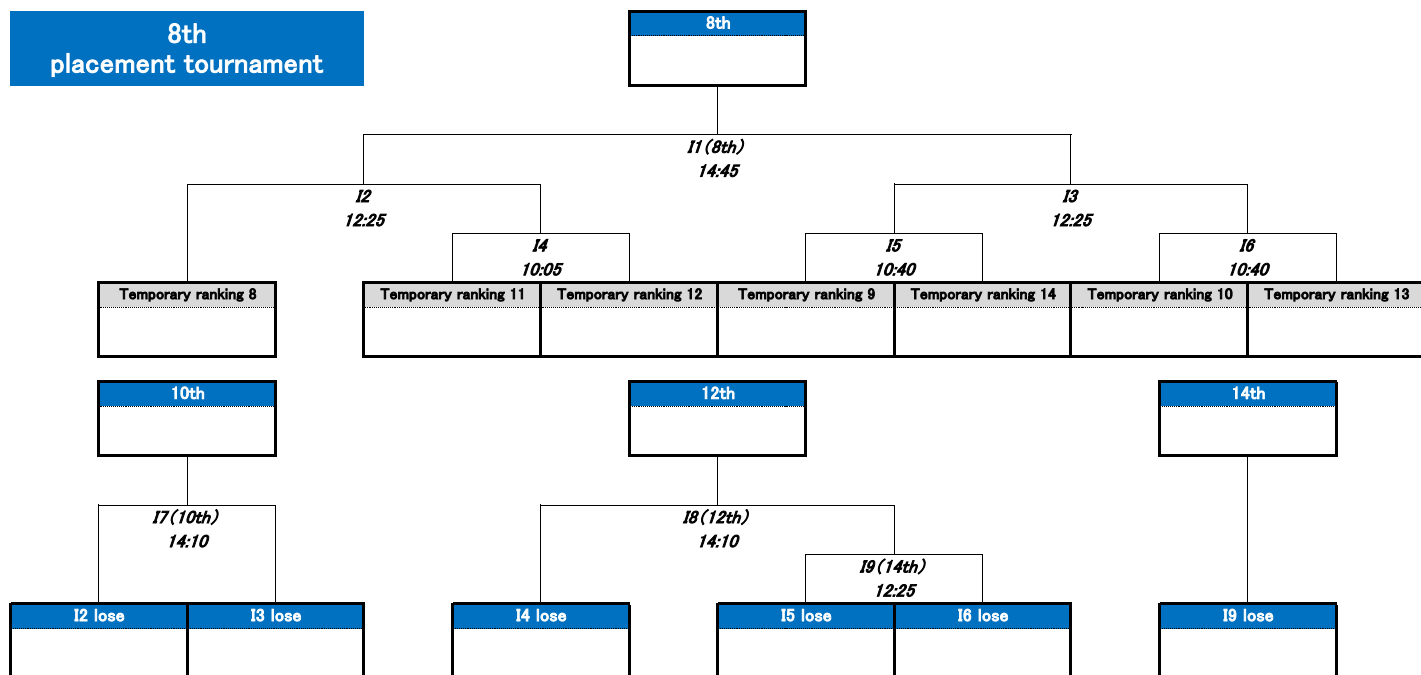 8th
placement tournament
8th
I1(8th)
14:45
I2
12:25
I3
12:25
I4
10:05
I5
10:40
I6
10:40
Temporary ranking 8
Temporary ranking 11
Temporary ranking 12
Temporary ranking 9
Temporary ranking 14
Temporary ranking 10
Temporary ranking 13
10th
12th
14th
I7(10th)
14:10
I8(12th)
14:10
I9(14th)
12:25
I2 lose
I3 lose
I4 lose
I5 lose
I6 lose
I9 lose